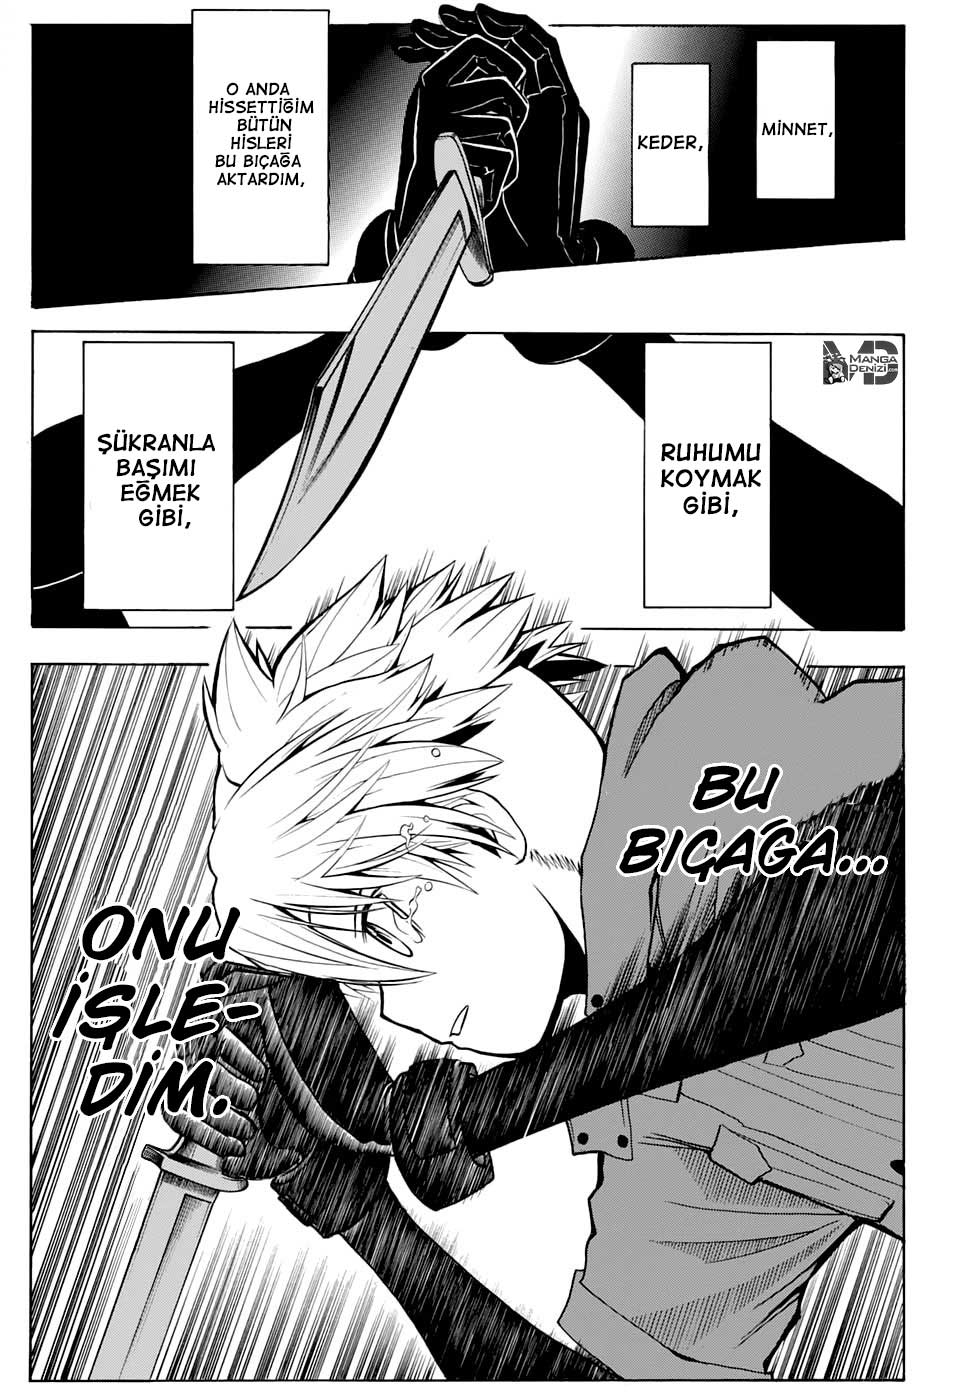 MİNNET,
KEDER,
O ANDA
HİSSETTİĞİM
BÜTÜN
HİSLERİ
BU BIÇAĞA
AKTARDIM,
MANGA
DENİZİ.com
RUHUMU
KOYMAK
GİBİ,
ŞÜKRANLA
BAŞIMI
EĞMEK
GİBİ,
BU
BIÇAĞA...
ONU
İŞLE-
DİM.